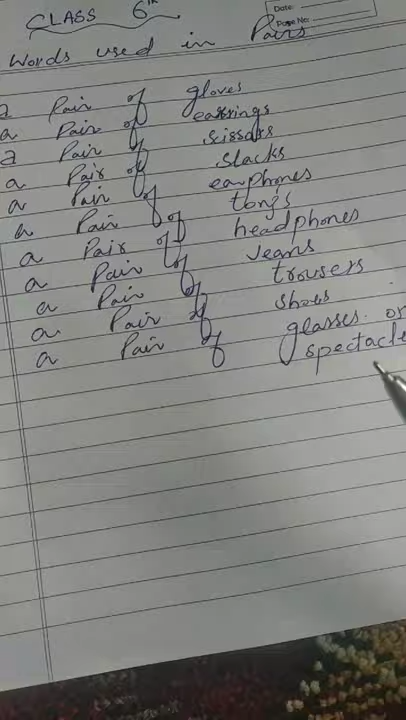 CLASS 6th
Date:
Page No:
Words used in Pairs
a Pair of gloves
a Pair of earrings
a Pair of scissors
a Pair of slacks
a Pair of earphones
a Pair of tongs
a Pair of headphones
a Pair of Jeans
a Pair of trousers
a Pair of shoes
a Pair of glasses or
spectacle